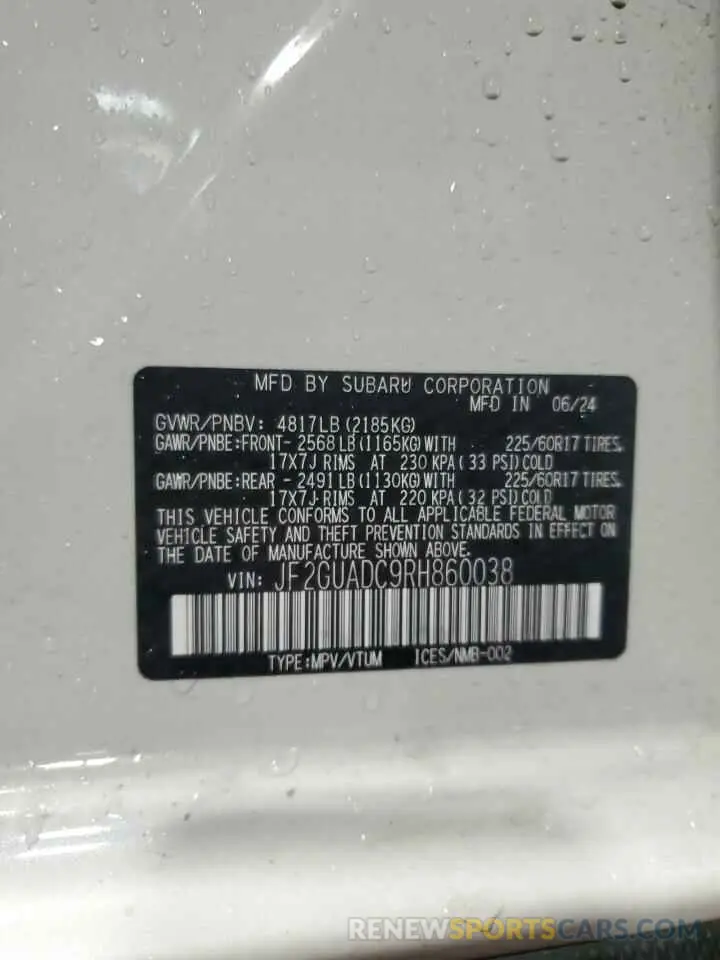 MFD BY SUBARU CORPORATION
MFD IN 06/24
GVWR/PNBV: 4817LB (2185KG)
GAWR/PNBE:FRONT- 2568LB(1165KG)WITH 225/60R17 TIRES,
17X7J RIMS AT 230 KPA( 33 PSI)COLD
GAWR/PNBE:REAR - 2491LB(1130KG)WITH 225/60R17 TIRES,
17X7J RIMS AT 220 KPA( 32 PSI)COLD
THIS VEHICLE CONFORMS TO ALL APPLICABLE FEDERAL MOTOR
VEHICLE SAFETY AND THEFT PREVENTION STANDARDS IN EFFECT ON
THE DATE OF MANUFACTURE SHOWN ABOVE.
VIN: JF2GUADC9RH860038
TYPE:MPV/VTUM ICES/NMB-002
RENEWSPORTSCARS.COM